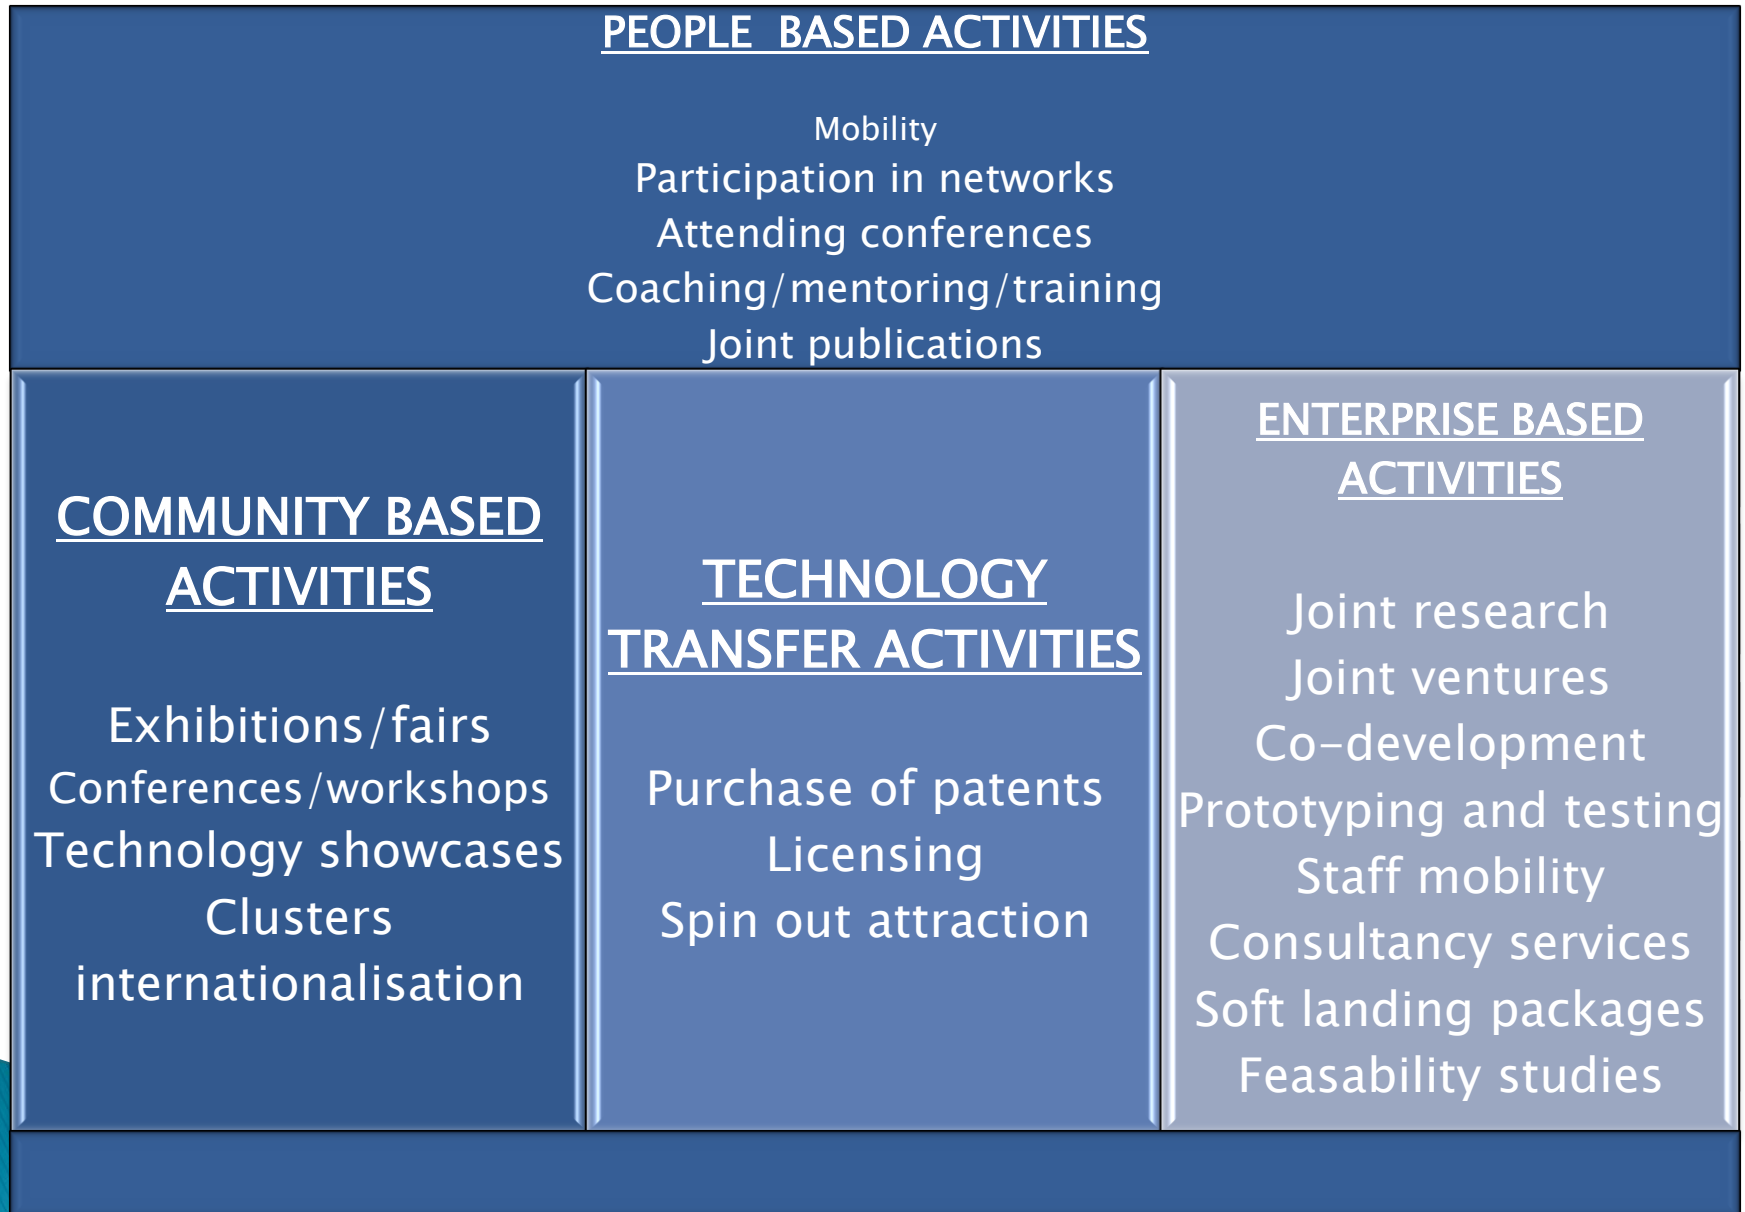 PEOPLE  BASED ACTIVITIES
Mobility
Participation in networks
Attending conferences
Coaching/mentoring/training
Joint publications
COMMUNITY BASED
ACTIVITIES
Exhibitions/fairs
Conferences/workshops
Technology showcases
Clusters
internationalisation
TECHNOLOGY
TRANSFER ACTIVITIES
Purchase of patents
Licensing
Spin out attraction
ENTERPRISE BASED
ACTIVITIES
Joint research
Joint ventures
Co-development
Prototyping and testing
Staff mobility
Consultancy services
Soft landing packages
Feasability studies